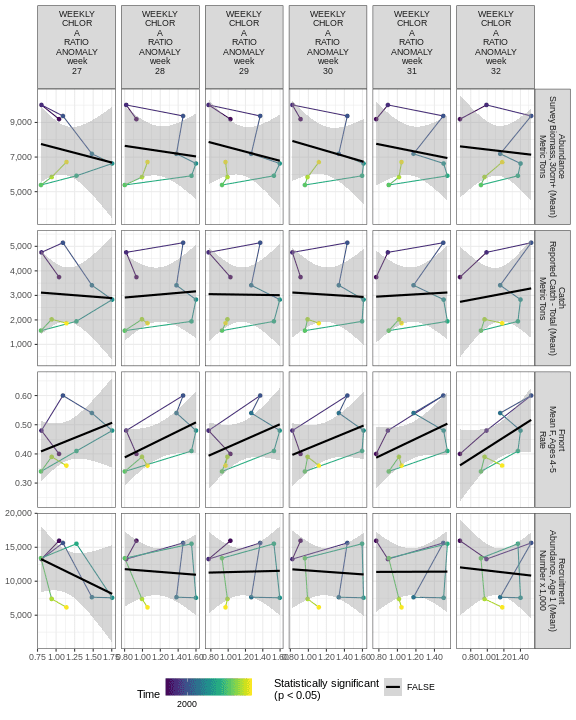 WEEKLY CHLOR A RATIO ANOMALY week 27
WEEKLY CHLOR A RATIO ANOMALY week 28
WEEKLY CHLOR A RATIO ANOMALY week 29
WEEKLY CHLOR A RATIO ANOMALY week 30
WEEKLY CHLOR A RATIO ANOMALY week 31
WEEKLY CHLOR A RATIO ANOMALY week 32
9,000
7,000
5,000
Abundance
Survey Biomass, 30cm+ (Mean)
Metric Tons
5,000
4,000
3,000
2,000
1,000
Catch
Reported Catch - Total (Mean)
Metric Tons
0.60
0.50
0.40
0.30
Fmort
Mean F, Ages 4-5
Rate
20,000
15,000
10,000
5,000
Recruitment
Abundance, Age 1 (Mean)
Number x 1,000
0.75 1.00 1.25 1.50 1.75
0.80 1.00 1.20 1.40 1.60
0.80 1.00 1.20 1.40 1.60
0.80 1.00 1.20 1.40 1.60
0.80 1.00 1.20 1.40
0.80 1.00 1.20 1.40
Time
2000
Statistically significant
(p < 0.05)
FALSE